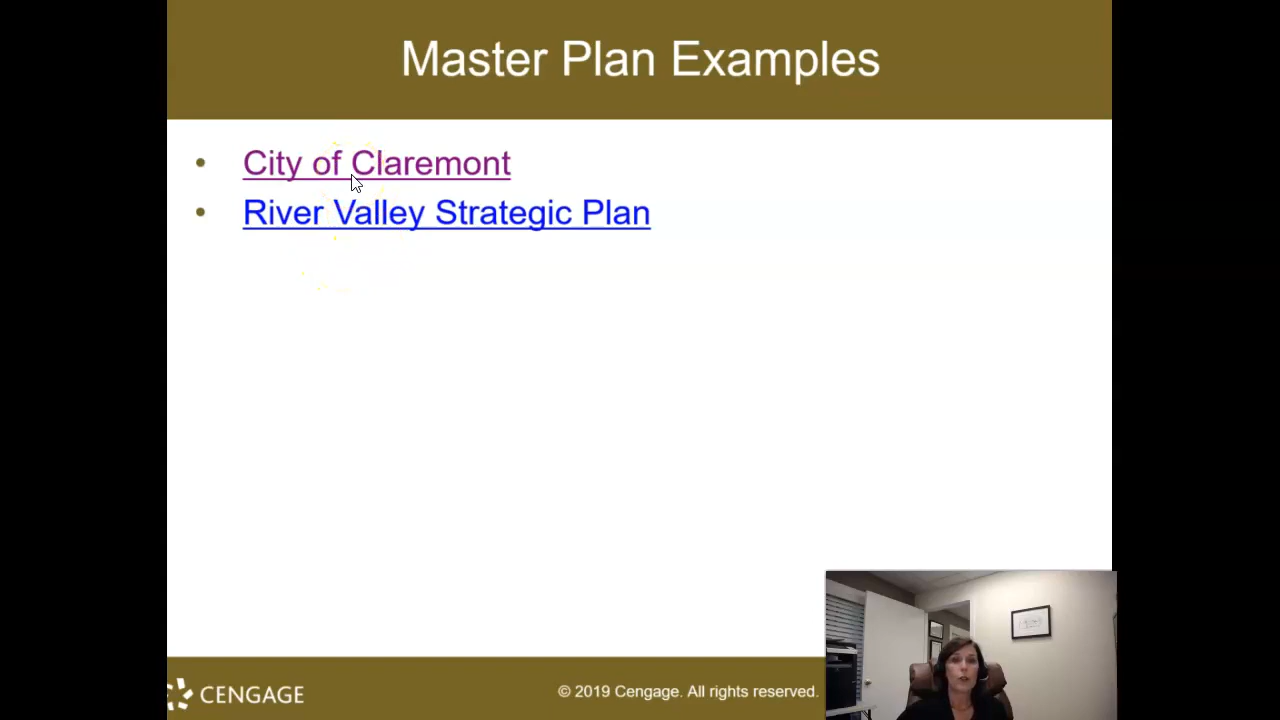 Master Plan Examples
• City of Claremont
• River Valley Strategic Plan
CENGAGE
© 2019 Cengage. All rights reserved.